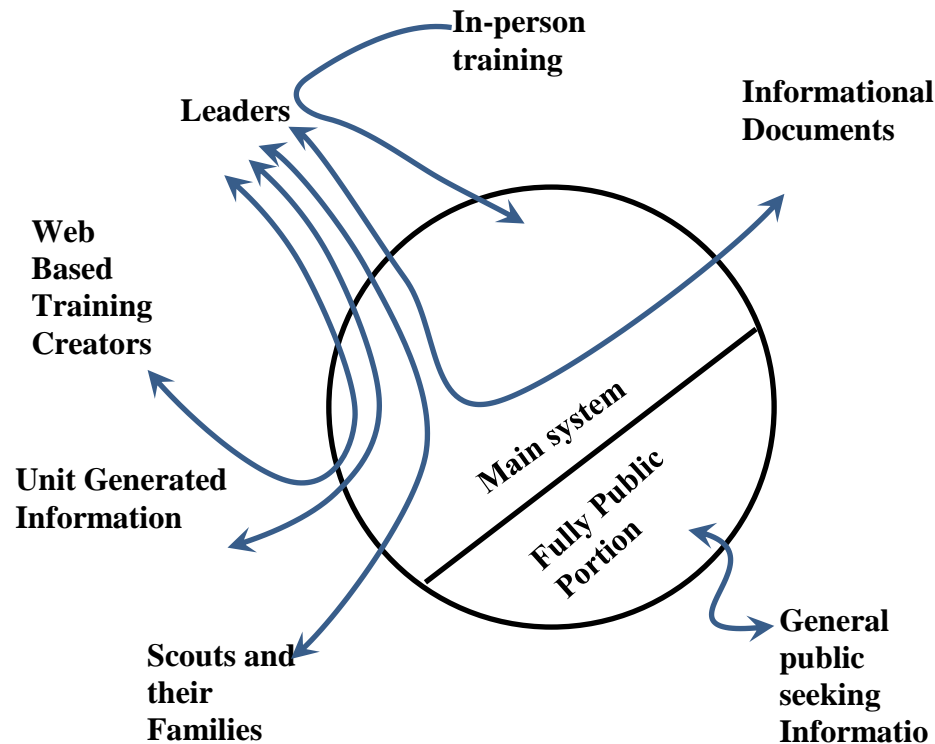 In-person
training
Leaders
Informational
Documents
Web
Based
Training
Creators
Main system
Fully Public
Portion
Unit Generated
Information
Scouts and
their
Families
General
public
seeking
Informatio